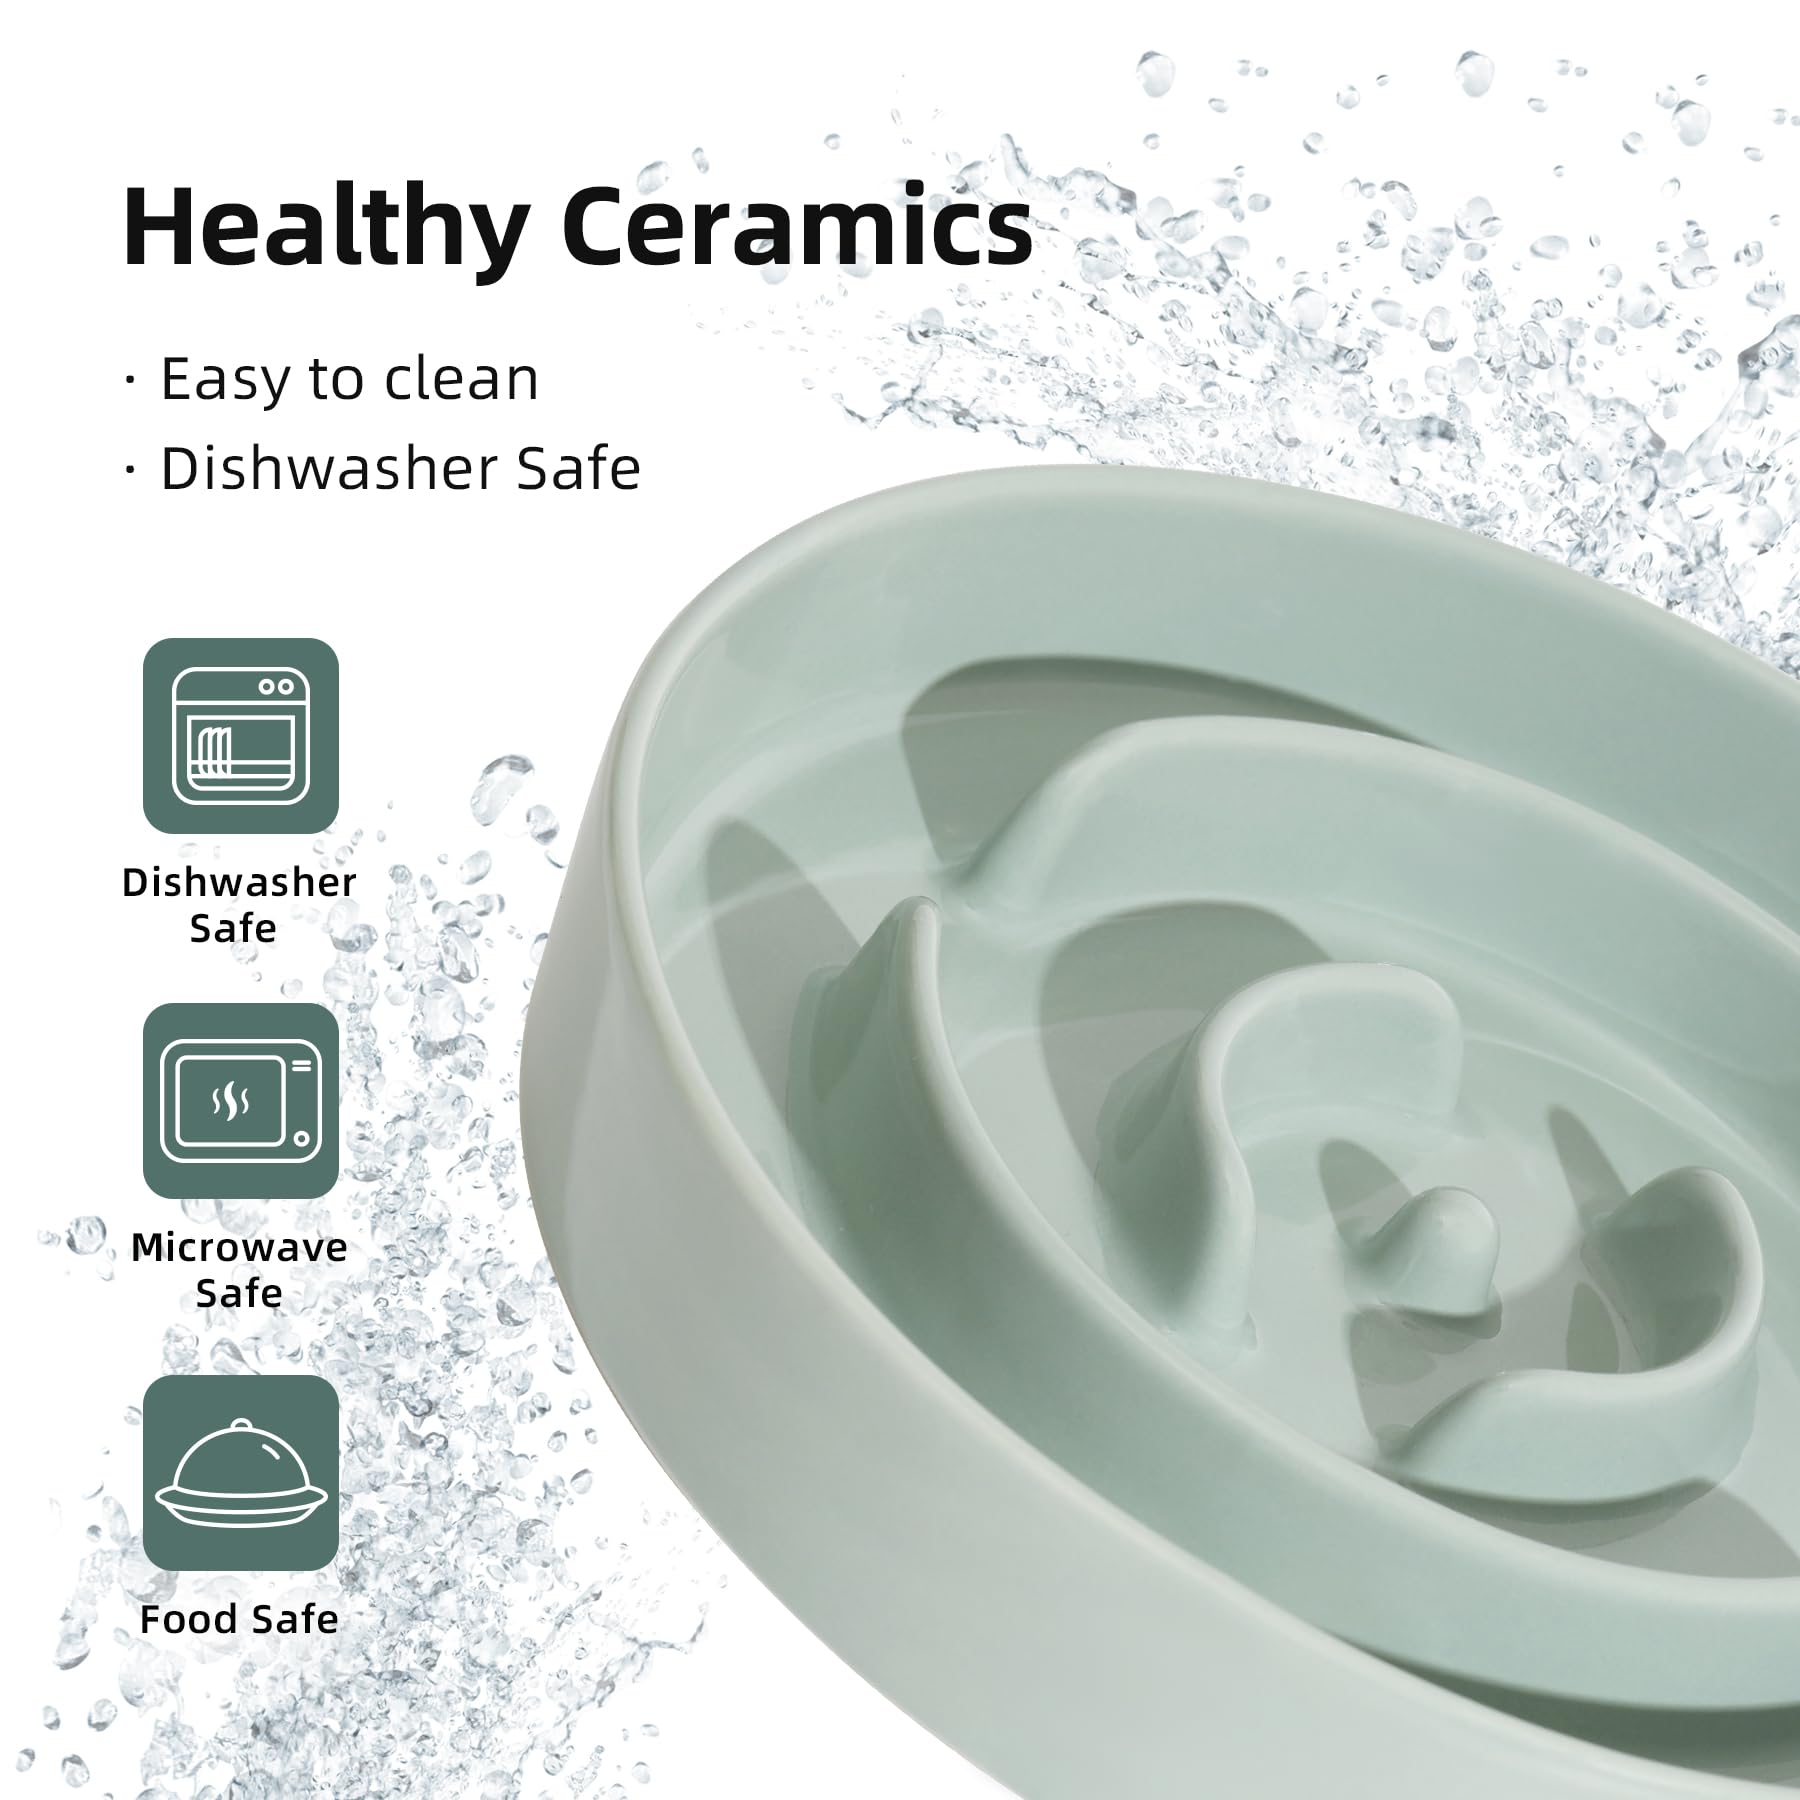 Healthy Ceramics
· Easy to clean
· Dishwasher Safe
Dishwasher
Safe
Microwave
Safe
Food Safe